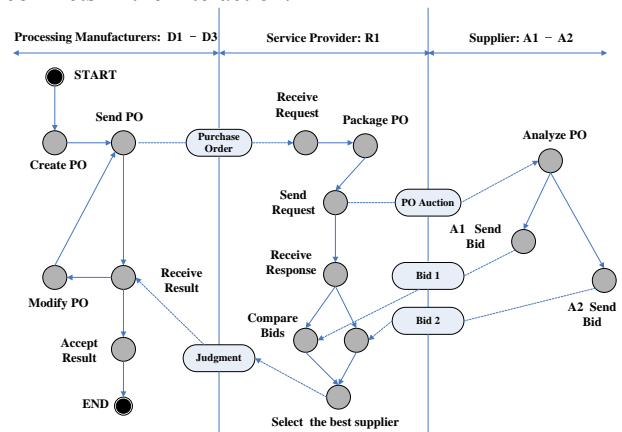 Processing Manufacturers: D1 - D3
Service Provider: R1
Supplier: A1 - A2
START
Send PO
Create PO
Purchase
Order
Receive
Request
Package PO
Analyze PO
Send
Request
PO Auction
A1 Send
Bid
Receive
Response
Bid 1
Receive
Result
Modify PO
A2 Send
Bid
Compare
Bids
Bid 2
Accept
Result
Judgment
END
Select the best supplier